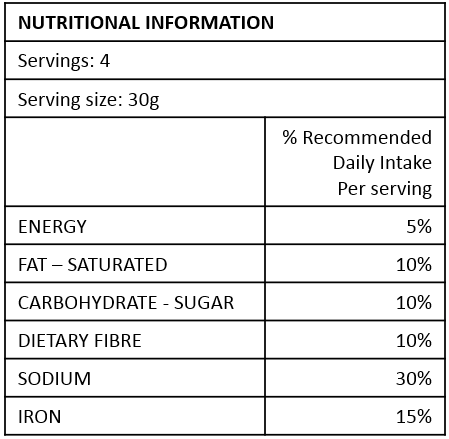 NUTRITIONAL INFORMATION
Servings: 4
Serving size: 30g
% Recommended
Daily Intake
Per serving
ENERGY 5%
FAT – SATURATED 10%
CARBOHYDRATE - SUGAR 10%
DIETARY FIBRE 10%
SODIUM 30%
IRON 15%